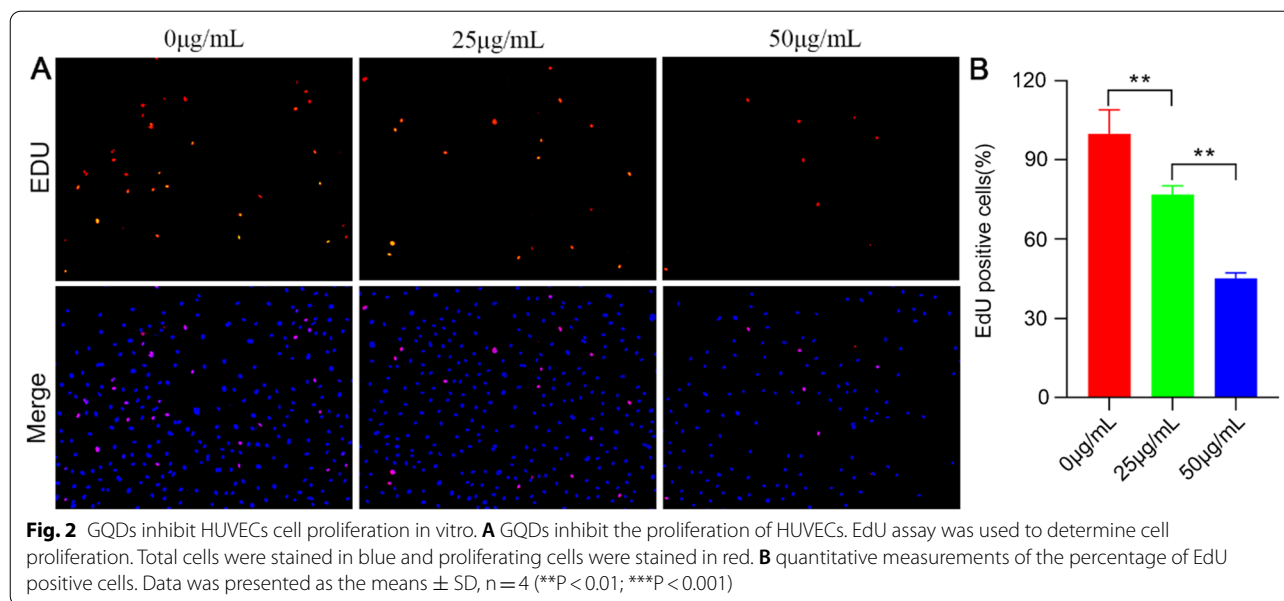 0μg/mL 25μg/mL 50μg/mL
A
EDU
Merge
B
EdU positive cells(%)
120
90
60
30
0
**
**
0μg/mL
25μg/mL
50μg/mL
Fig. 2 GQDs inhibit HUVECs cell proliferation in vitro. A GQDs inhibit the proliferation of HUVECs. EdU assay was used to determine cell
proliferation. Total cells were stained in blue and proliferating cells were stained in red. B quantitative measurements of the percentage of EdU
positive cells. Data was presented as the means ± SD, n = 4 (**P < 0.01; ***P < 0.001)